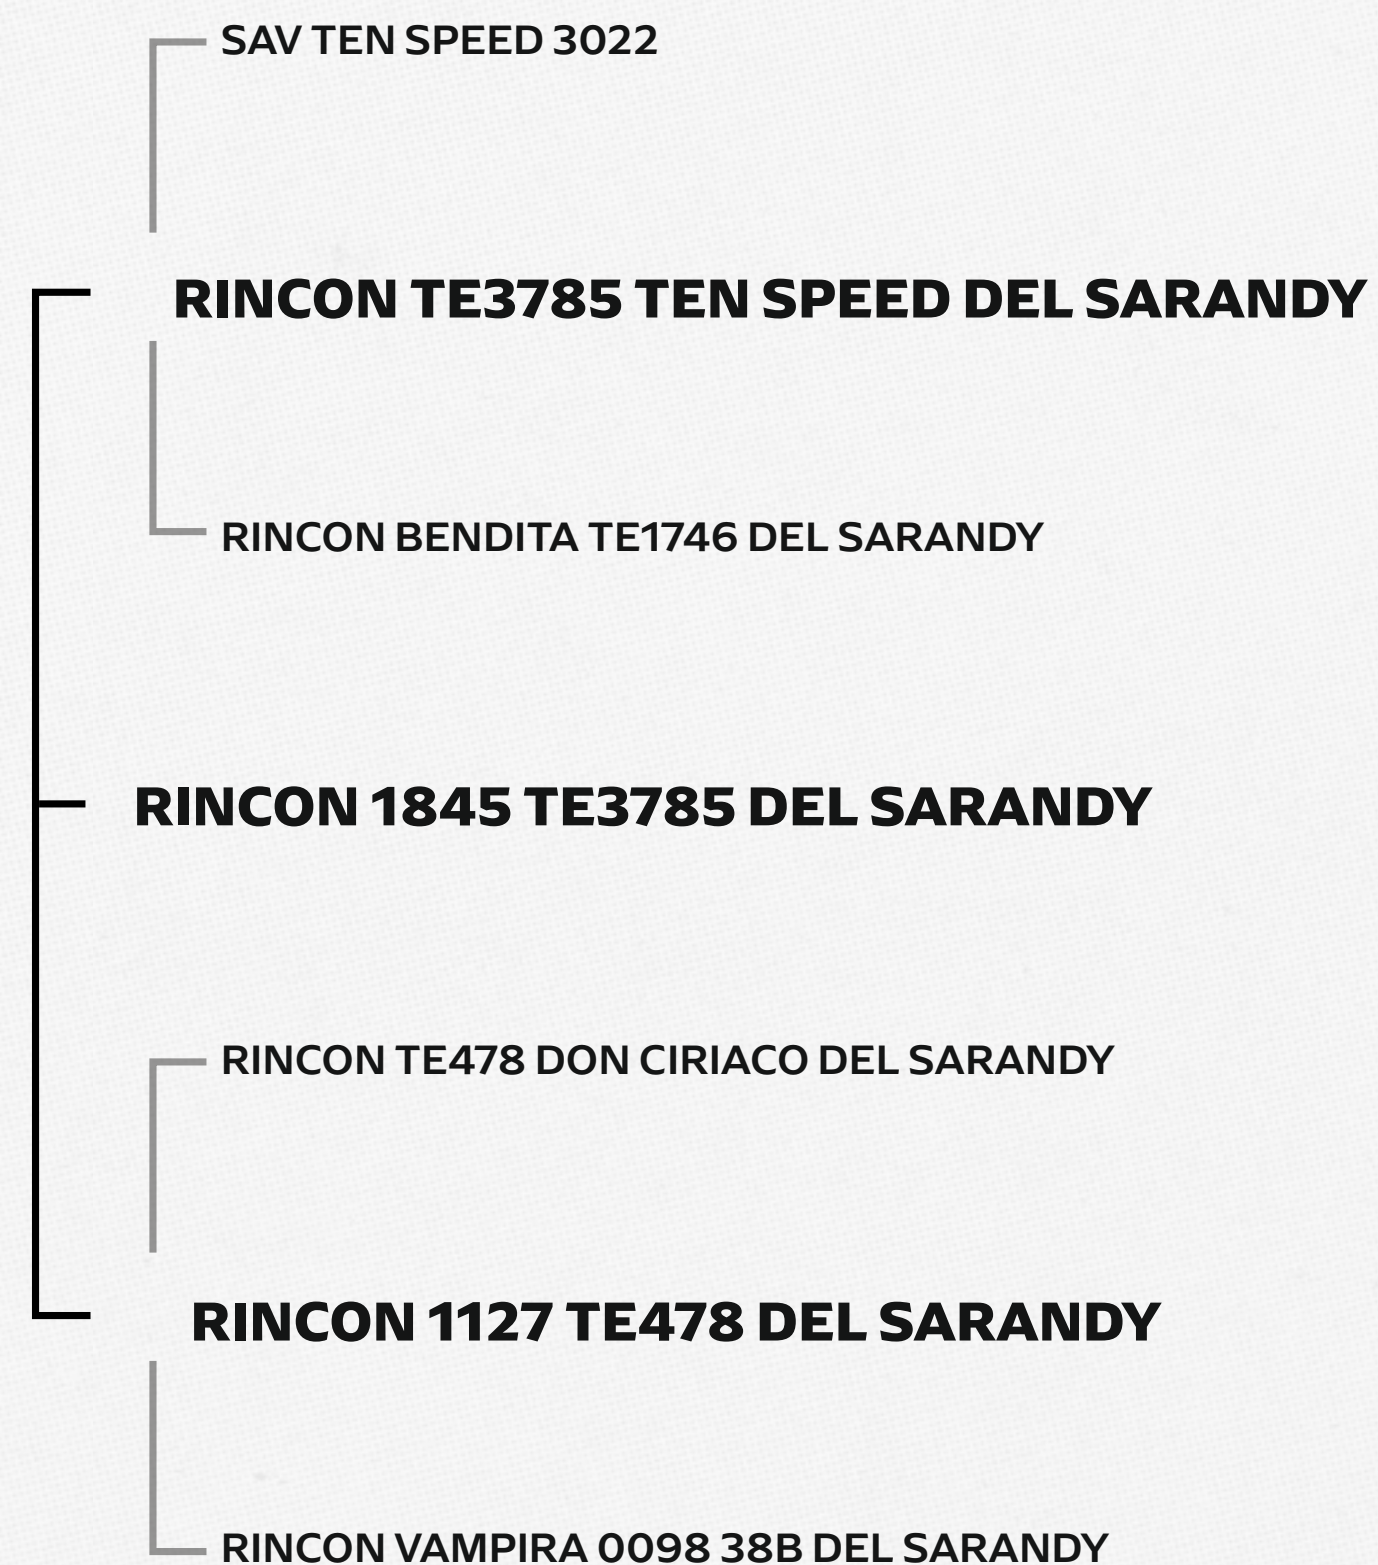 SAV TEN SPEED 3022
RINCON TE3785 TEN SPEED DEL SARANDY
RINCON BENDITA TE1746 DEL SARANDY
RINCON 1845 TE3785 DEL SARANDY
RINCON TE478 DON CIRIACO DEL SARANDY
RINCON 1127 TE478 DEL SARANDY
RINCON VAMPIRA 0098 38B DEL SARANDY